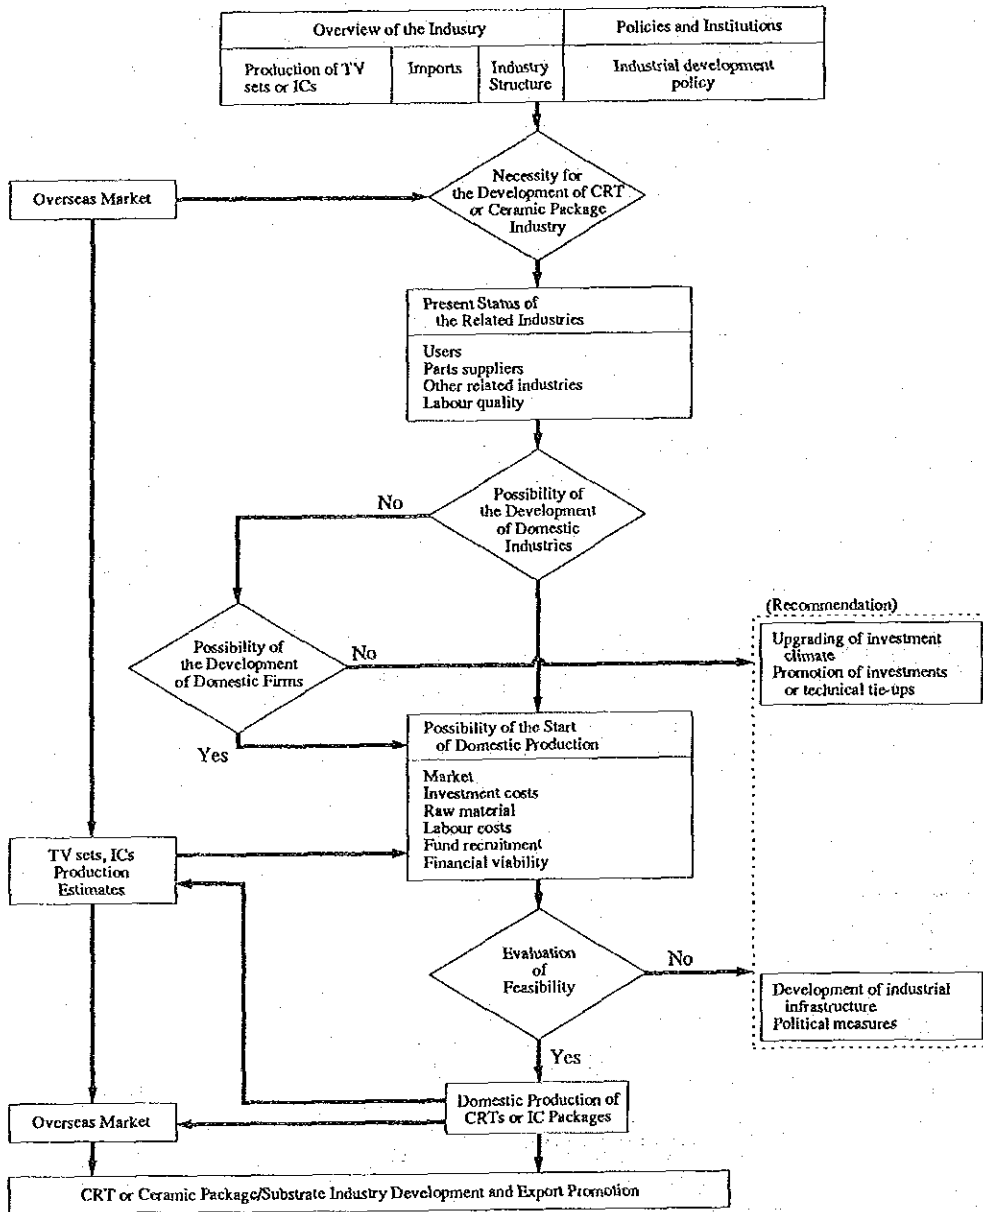 Overview of the Industry
Policies and Institutions
Production of TV
sets or ICs
Imports
Industry
Structure
Industrial development
policy
Necessity for
the Development of CRT
or Ceramic Package
Industry
Overseas Market
Present Status of
the Related Industries
Users
Parts suppliers
Other related industries
Labour quality
No
Possibility of
the Development
of Domestic
Industries
(Recommendation)
Possibility of
the Development
of Domestic Firms
No
Upgrading of investment
climate
Promotion of investments
or technical tie-ups
Yes
Possibility of the Start
of Domestic Production
Market
Investment costs
Raw material
Labour costs
Fund recruitment
Financial viability
TV sets, ICs
Production
Estimates
Evaluation
of
Feasibility
No
Development of industrial
infrastructure
Political measures
Yes
Domestic Production of
CRTs or IC Packages
Overseas Market
CRT or Ceramic Package/Substrate Industry Development and Export Promotion